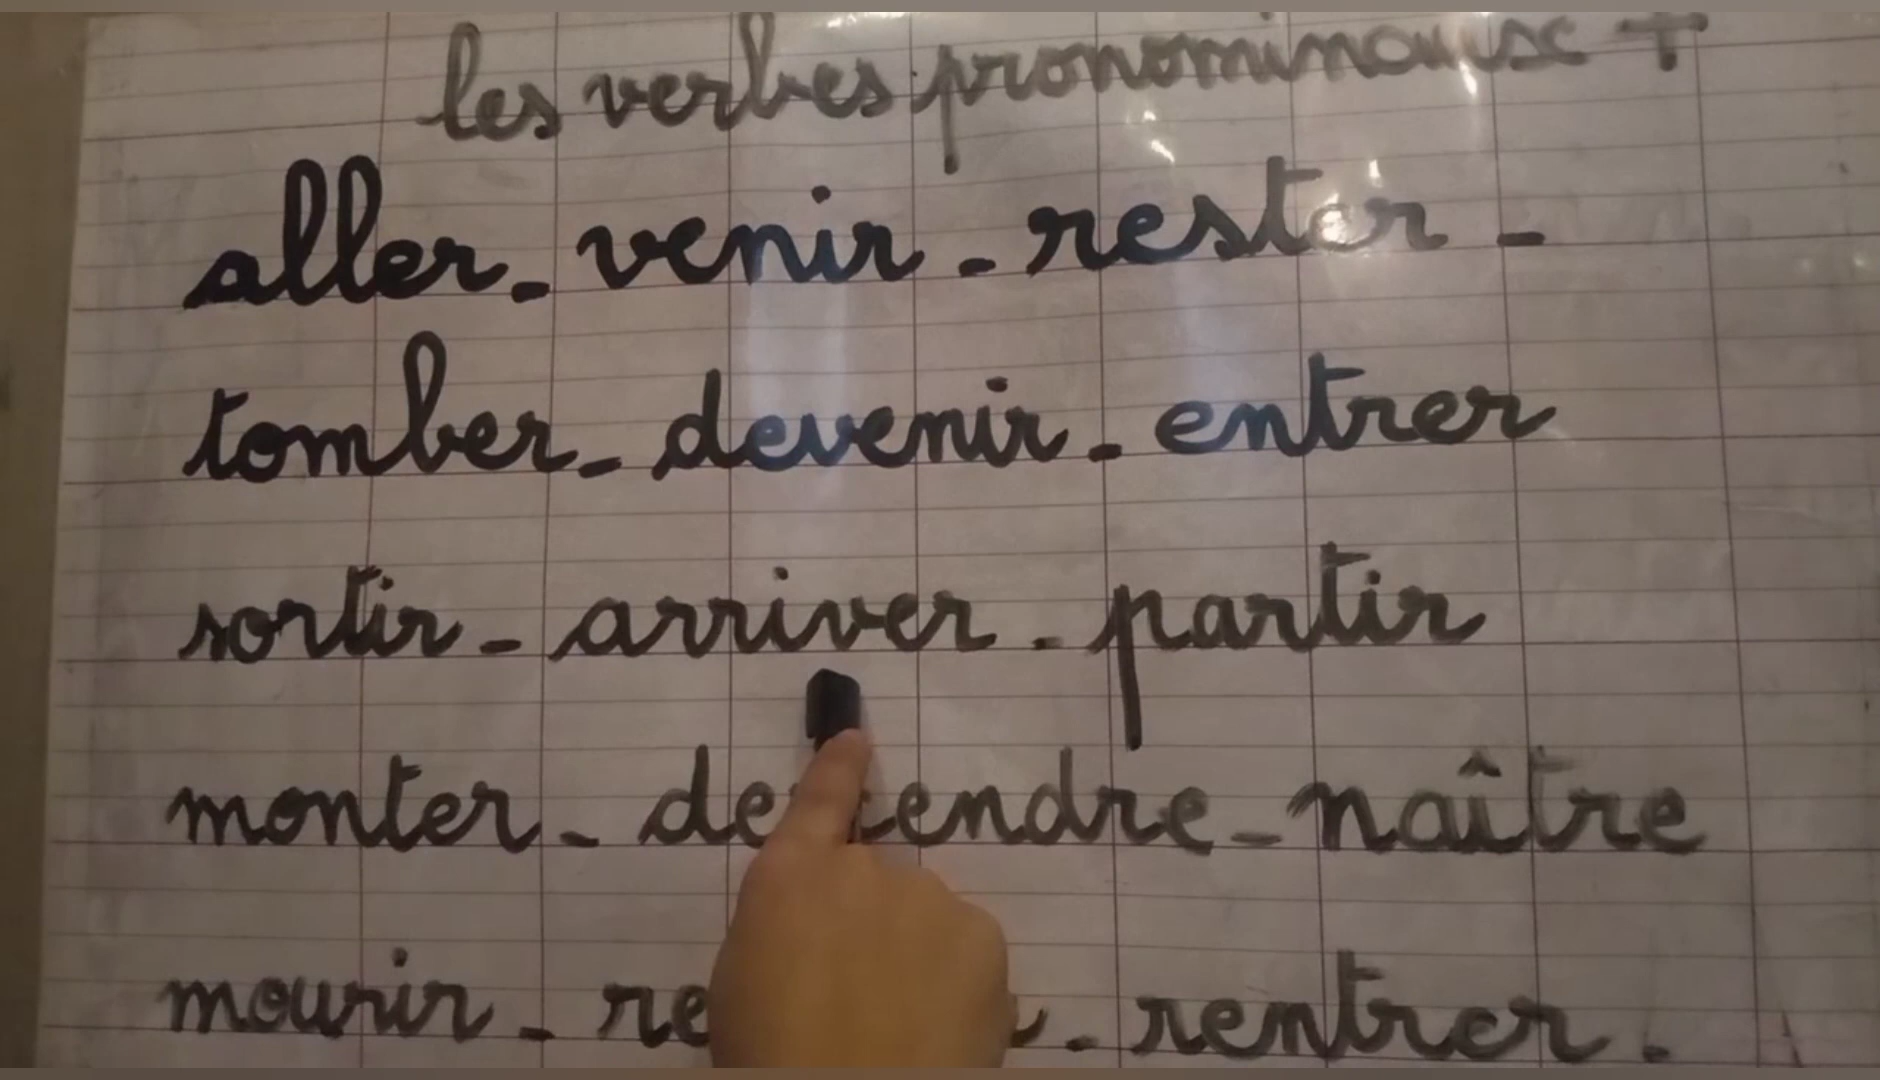 les verbes pronominaux +
aller - venir - rester -
tomber - devenir - entrer
sortir - arriver - partir
monter - - naître
mourir - - rentrer.